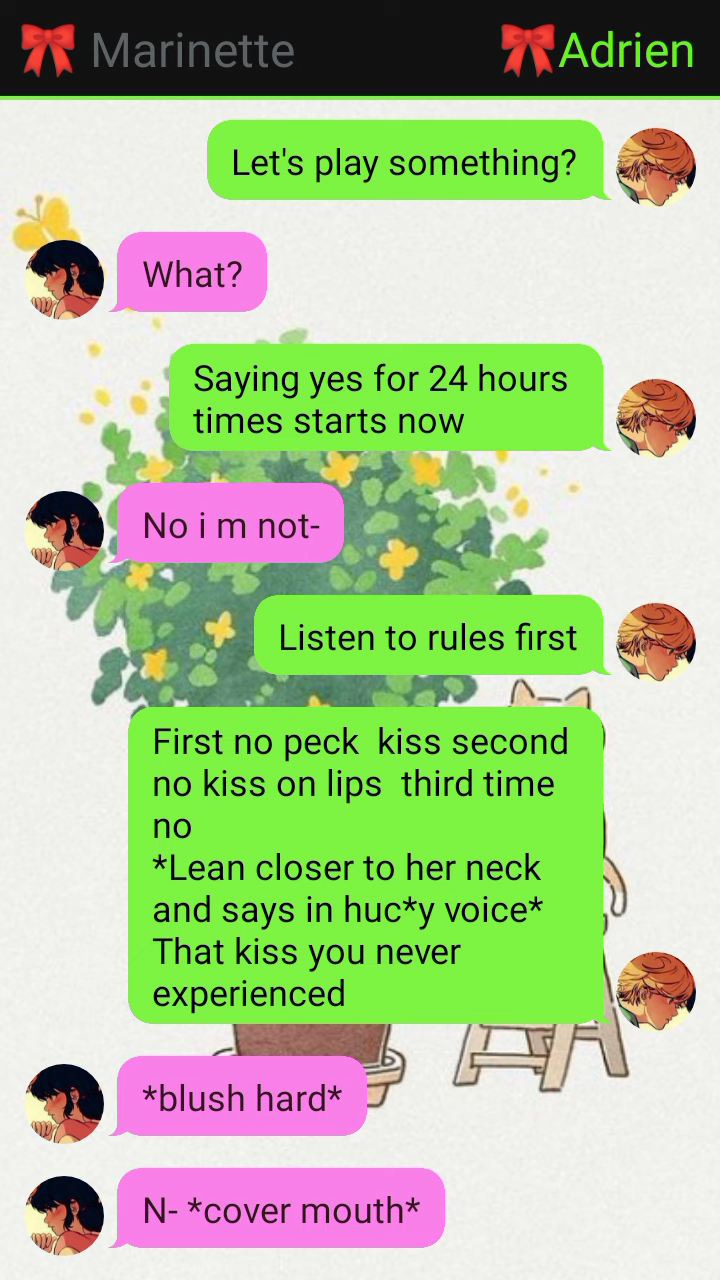 🎀 Marinette 🎀Adrien
Let's play something?
What?
Saying yes for 24 hours
times starts now
No i m not-
Listen to rules first
First no peck  kiss second
no kiss on lips  third time
no
*Lean closer to her neck
and says in huc*y voice*
That kiss you never
experienced
*blush hard*
N- *cover mouth*